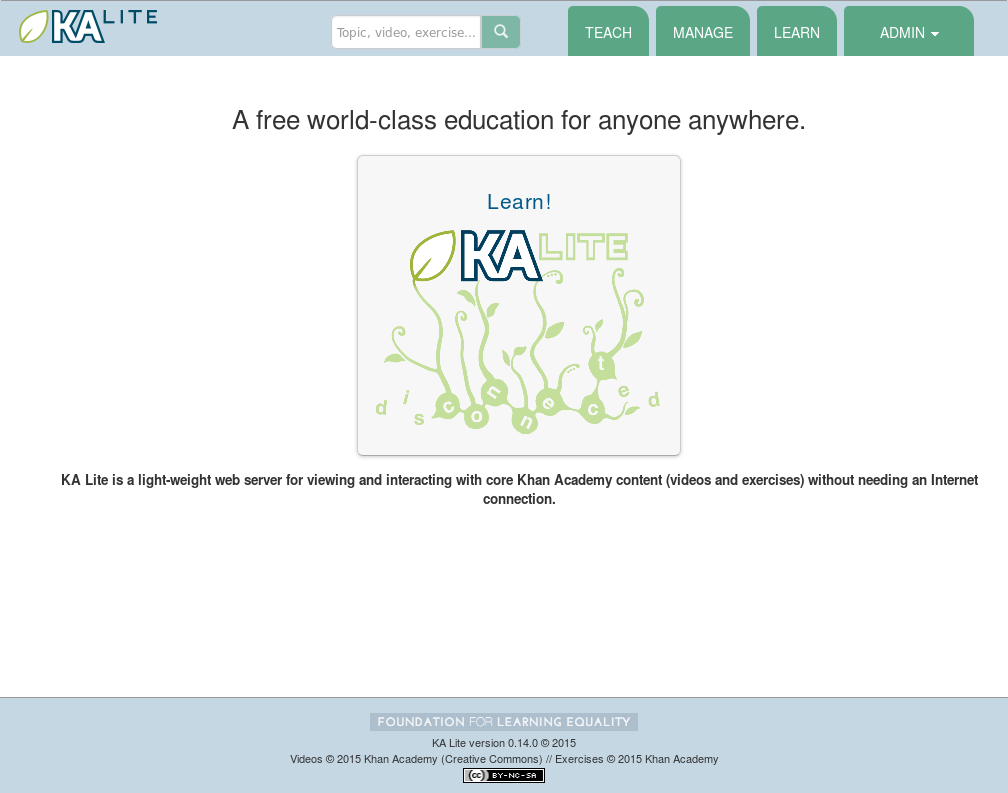 KA LITE
Topic, video, exercise...
TEACH
MANAGE
LEARN
ADMIN
A free world-class education for anyone anywhere.
Learn!
KA LITE
disconnected
KA Lite is a light-weight web server for viewing and interacting with core Khan Academy content (videos and exercises) without needing an Internet
connection.
FOUNDATION FOR LEARNING EQUALITY
KA Lite version 0.14.0 © 2015
Videos © 2015 Khan Academy (Creative Commons) // Exercises © 2015 Khan Academy
cc BY-NC-SA